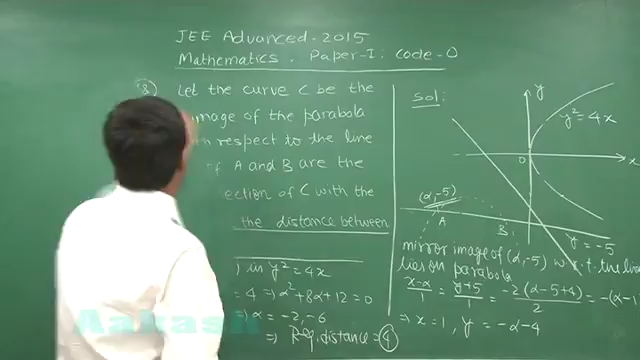 JEE Advanced-2015
Mathematics. Paper-I: Code-0
8) Let the curve C be the
image of the parabola
respect to the line
of A and B are the
ection of C with the
the distance between
) in y² = 4x
= 4 ⇒ α² + 8α + 12 = 0
⇒ α = -2, -6
⇒ Req. distance = 4
Sol:
y
y² = 4x
O
x
(α, -5)
A
B
y = -5
mirror image of (α, -5) w.r.t. the line
lies on parabola
x-α/1 = y+5/1 = -2(α-5+4)/2 = -(α-1
⇒ x = 1, y = -α-4
Aakash